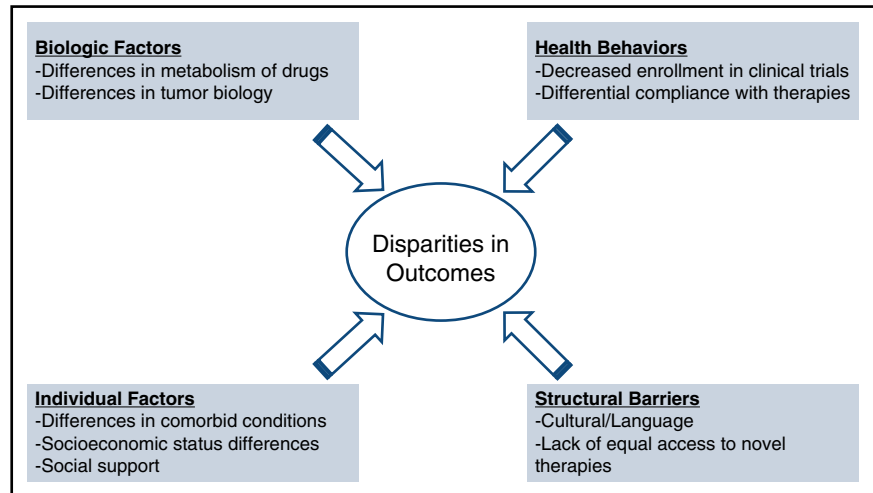 Biologic Factors
-Differences in metabolism of drugs
-Differences in tumor biology
Health Behaviors
-Decreased enrollment in clinical trials
-Differential compliance with therapies
Disparities in
Outcomes
Individual Factors
-Differences in comorbid conditions
-Socioeconomic status differences
-Social support
Structural Barriers
-Cultural/Language
-Lack of equal access to novel
therapies